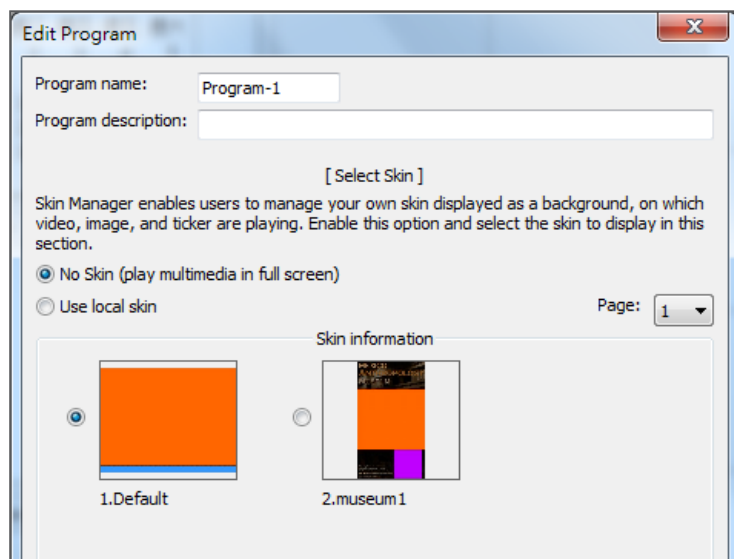 Edit Program
Program name: Program-1
Program description:
[ Select Skin ]
Skin Manager enables users to manage your own skin displayed as a background, on which
video, image, and ticker are playing. Enable this option and select the skin to display in this
section.
No Skin (play multimedia in full screen)
Use local skin Page: 1
Skin information
1.Default 2.museum1